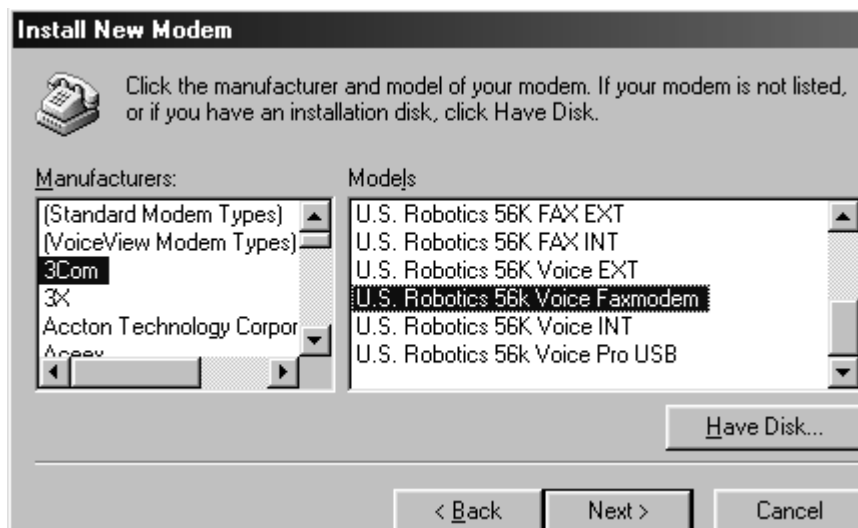 Install New Modem
Click the manufacturer and model of your modem. If your modem is not listed,
or if you have an installation disk, click Have Disk.
Manufacturers:
(Standard Modem Types)
(VoiceView Modem Types)
3Com
3X
Accton Technology Corpor
Aceex
Models
U.S. Robotics 56K FAX EXT
U.S. Robotics 56K FAX INT
U.S. Robotics 56K Voice EXT
U.S. Robotics 56k Voice Faxmodem
U.S. Robotics 56k Voice INT
U.S. Robotics 56k Voice Pro USB
Have Disk...
< Back
Next >
Cancel